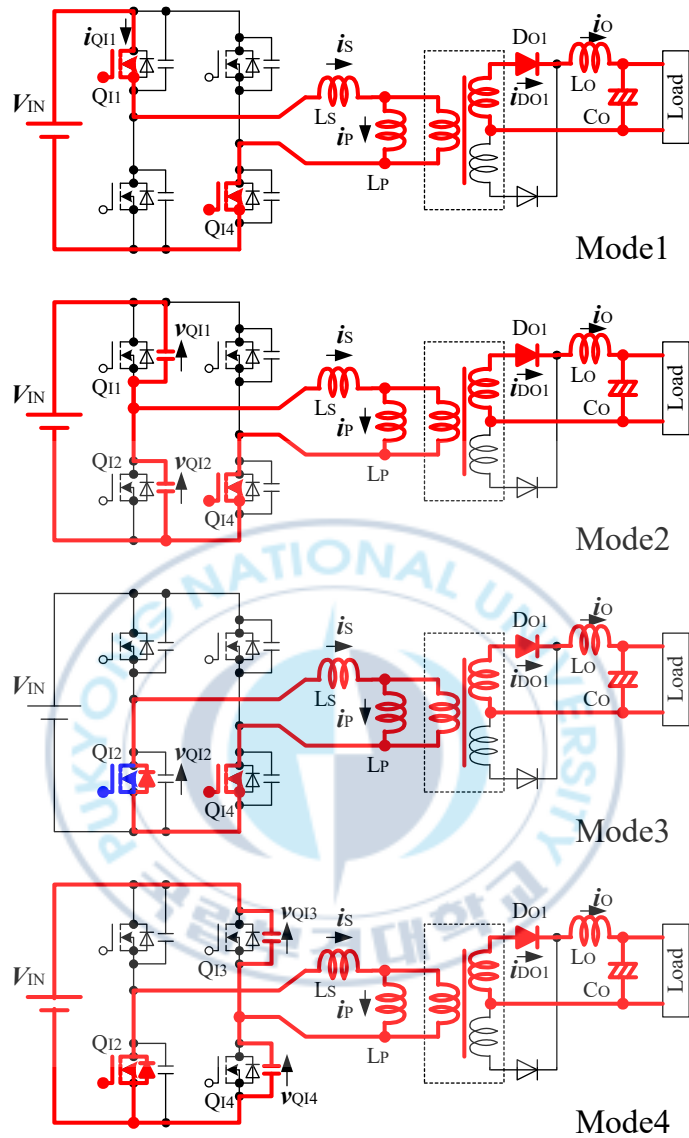 iQI1
iS
DO1
iO
VIN
QI1
LS
iP
iDO1
LO
CO
Load
LP
QI4
Mode1
vQI1
iS
DO1
iO
VIN
QI1
LS
iP
iDO1
LO
CO
Load
QI2
vQI2
LP
QI4
Mode2
iS
DO1
iO
VIN
LS
iP
iDO1
LO
CO
Load
QI2
vQI2
LP
QI4
Mode3
vQI3
iS
DO1
iO
VIN
QI3
LS
iP
iDO1
LO
CO
Load
QI2
LP
QI4
vQI4
Mode4
PUKYONG NATIONAL UNIVERSITY